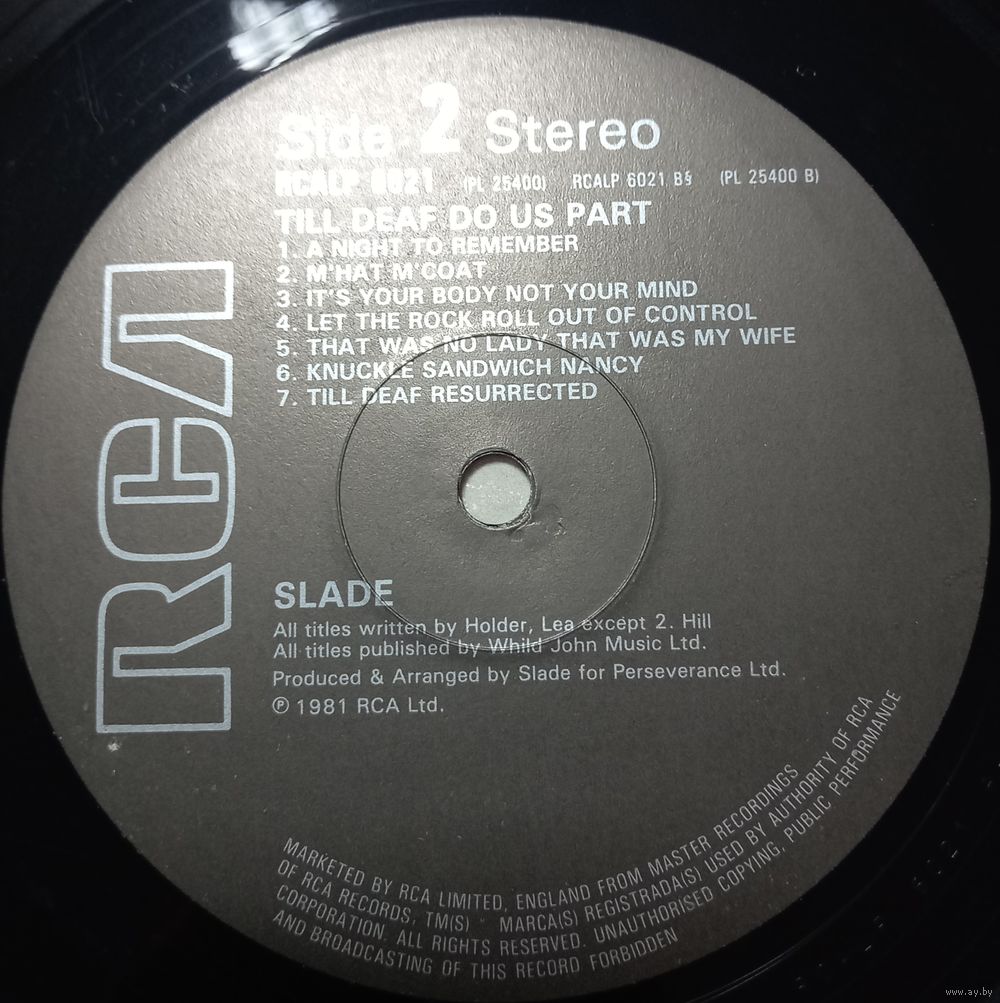 Side 2 Stereo
RCALP 6021 (PL 25400) RCALP 6021 B§ (PL 25400 B)
TILL DEAF DO US PART
1. A NIGHT TO REMEMBER
2. M'HAT M'COAT
3. IT'S YOUR BODY NOT YOUR MIND
4. LET THE ROCK ROLL OUT OF CONTROL
5. THAT WAS NO LADY THAT WAS MY WIFE
6. KNUCKLE SANDWICH NANCY
7. TILL DEAF RESURRECTED
RCA
SLADE
All titles written by Holder, Lea except 2. Hill
All titles published by Whild John Music Ltd.
Produced & Arranged by Slade for Perseverance Ltd.
℗ 1981 RCA Ltd.
MARKETED BY RCA LIMITED, ENGLAND FROM MASTER RECORDINGS
OF RCA RECORDS, TM(S) ® MARCA(S) REGISTRADA(S) USED BY AUTHORITY OF RCA
CORPORATION. ALL RIGHTS RESERVED. UNAUTHORISED COPYING, PUBLIC PERFORMANCE
AND BROADCASTING OF THIS RECORD FORBIDDEN
www.ay.by